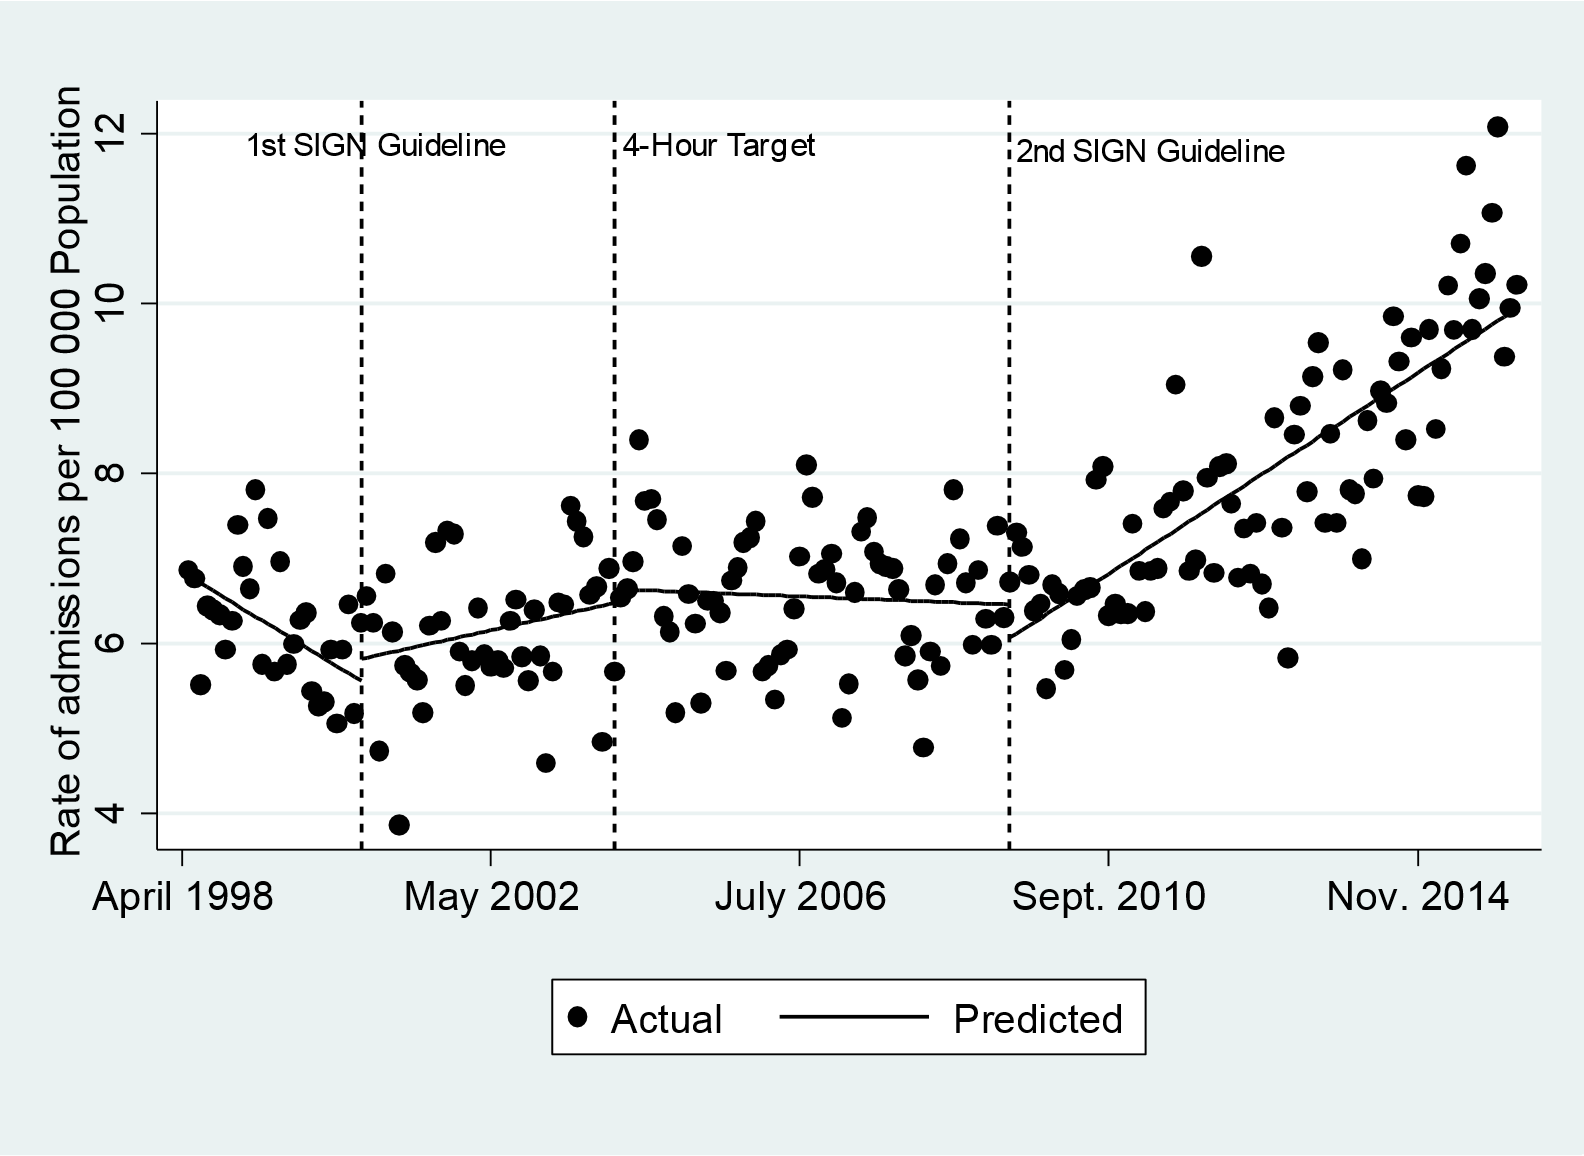 Rate of admissions per 100 000 Population
12
10
8
6
4
1st SIGN Guideline
4-Hour Target
2nd SIGN Guideline
April 1998
May 2002
July 2006
Sept. 2010
Nov. 2014
Actual
Predicted